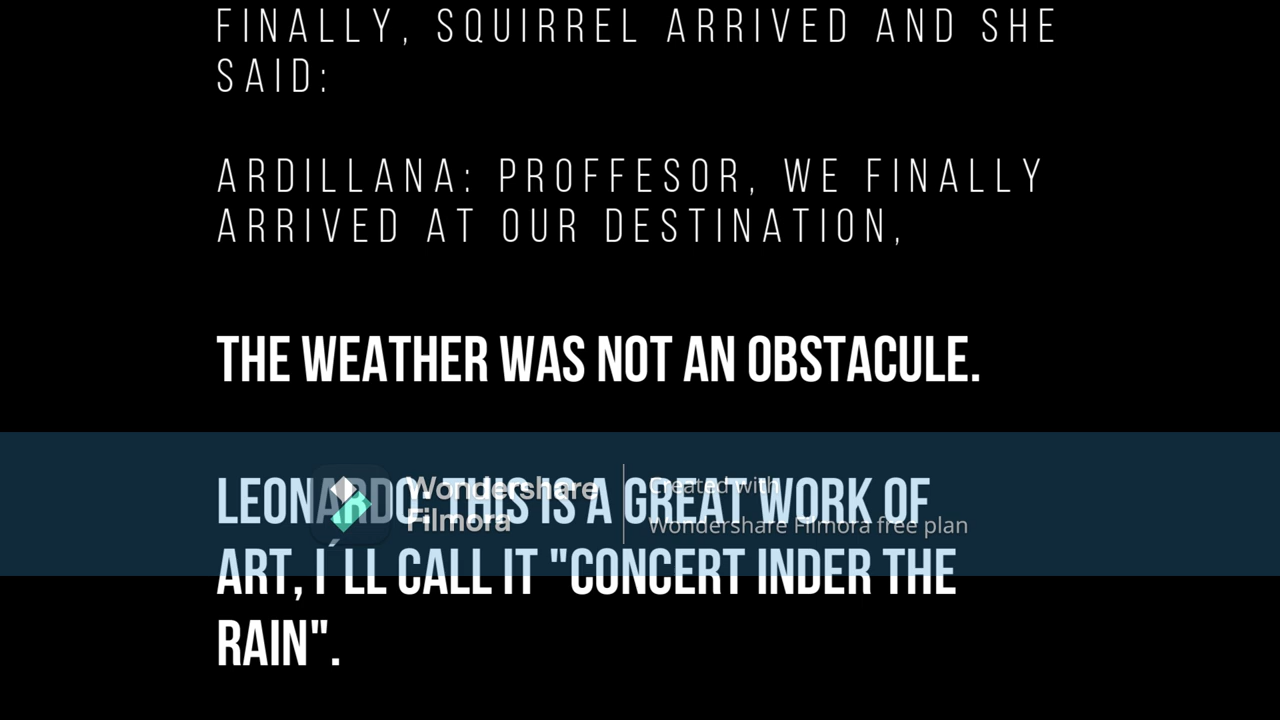 FINALLY, SQUIRREL ARRIVED AND SHE
SAID:
ARDILLANA: PROFFESOR, WE FINALLY
ARRIVED AT OUR DESTINATION,
THE WEATHER WAS NOT AN OBSTACULE.
LEONARDO: THIS IS A GREAT WORK OF
ART, I´LL CALL IT "CONCERT INDER THE
RAIN".
Wondershare
Filmora
Created with
Wondershare Filmora free plan